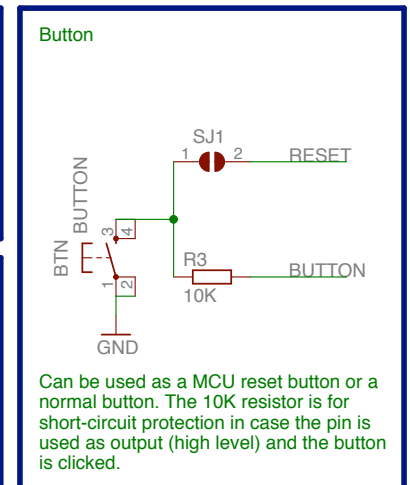 Button
SJ1
1 2 RESET
BUTTON
BTN
3 4
1 2
R3
10K
BUTTON
GND
Can be used as a MCU reset button or a
normal button. The 10K resistor is for
short-circuit protection in case the pin is
used as output (high level) and the button
is clicked.